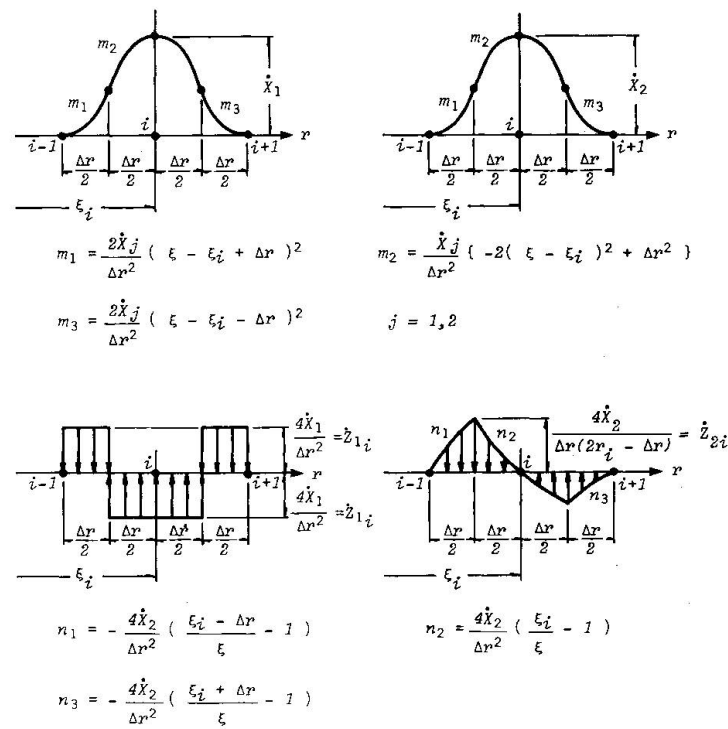 m₂ m₂
Ẋ₁ Ẋ₂
m₁ m₃ m₁ m₃
i-1 i i+1 r i-1 i i+1 r
Δr/2 Δr/2 Δr/2 Δr/2 Δr/2 Δr/2 Δr/2 Δr/2
ξᵢ ξᵢ
m₁ = 2Ẋⱼ/Δr² ( ξ - ξᵢ + Δr )² m₂ = Ẋⱼ/Δr² { -2( ξ - ξᵢ )² + Δr² }
m₃ = 2Ẋⱼ/Δr² ( ξ - ξᵢ - Δr )² j = 1,2
4Ẋ₁/Δr² = Ż₁ᵢ n₁ n₂ 4Ẋ₂/Δr(2rᵢ - Δr) = Ż₂ᵢ
i-1 i i+1 r i-1 i i+1 r
4Ẋ₁/Δr² = Ż₁ᵢ n₃
Δr/2 Δr/2 Δr/2 Δr/2 Δr/2 Δr/2 Δr/2 Δr/2
ξᵢ ξᵢ
n₁ = - 4Ẋ₂/Δr² ( ξᵢ - Δr/ξ - 1 ) n₂ = 4Ẋ₂/Δr² ( ξᵢ/ξ - 1 )
n₃ = - 4Ẋ₂/Δr² ( ξᵢ + Δr/ξ - 1 )